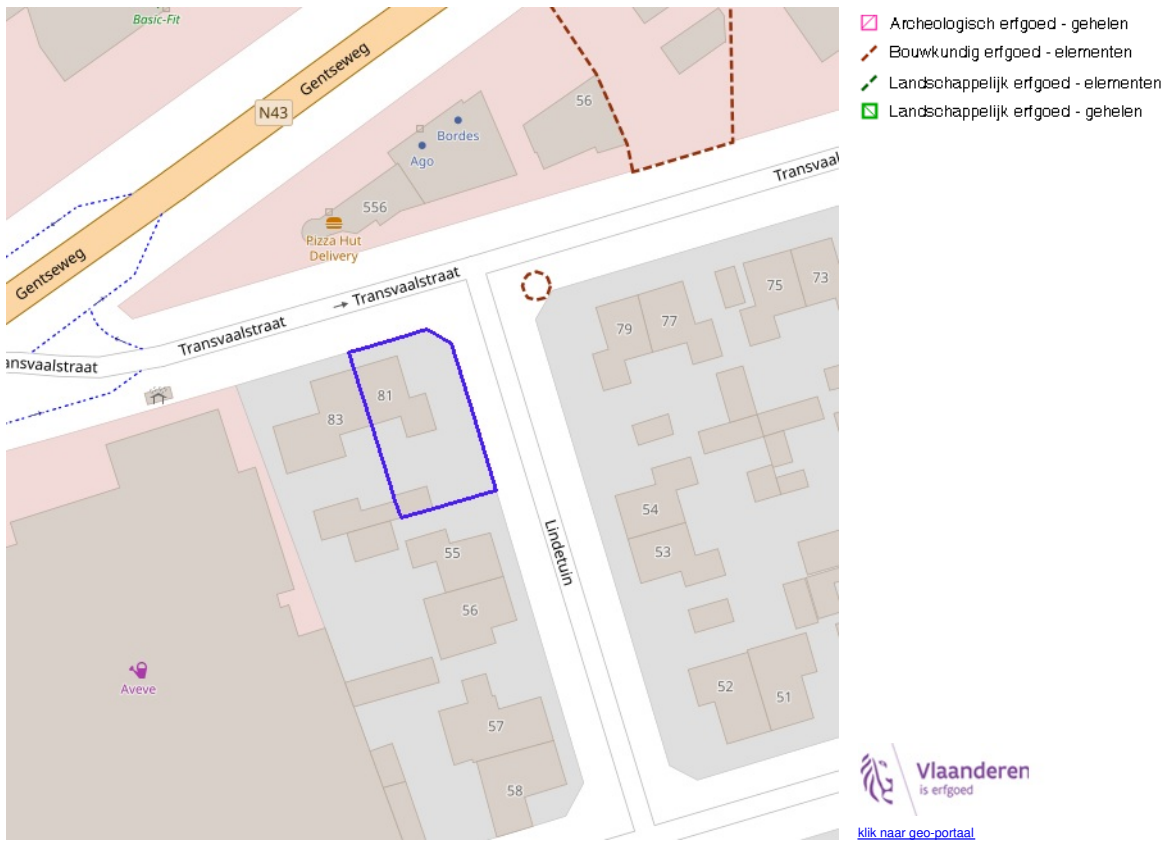 Basic-Fit
Gentseweg
N43
Bordes
Ago
56
556
Pizza Hut
Delivery
Transvaal
Gentseweg
Transvaalstraat
Transvaalstraat
ansvaalstraat
75
73
79
77
81
83
54
53
55
56
Lindetuin
Aveve
52
51
57
58
Archeologisch erfgoed - gehelen
Bouwkundig erfgoed - elementen
Landschappelijk erfgoed - elementen
Landschappelijk erfgoed - gehelen
Vlaanderen
is erfgoed
klik naar geo-portaal